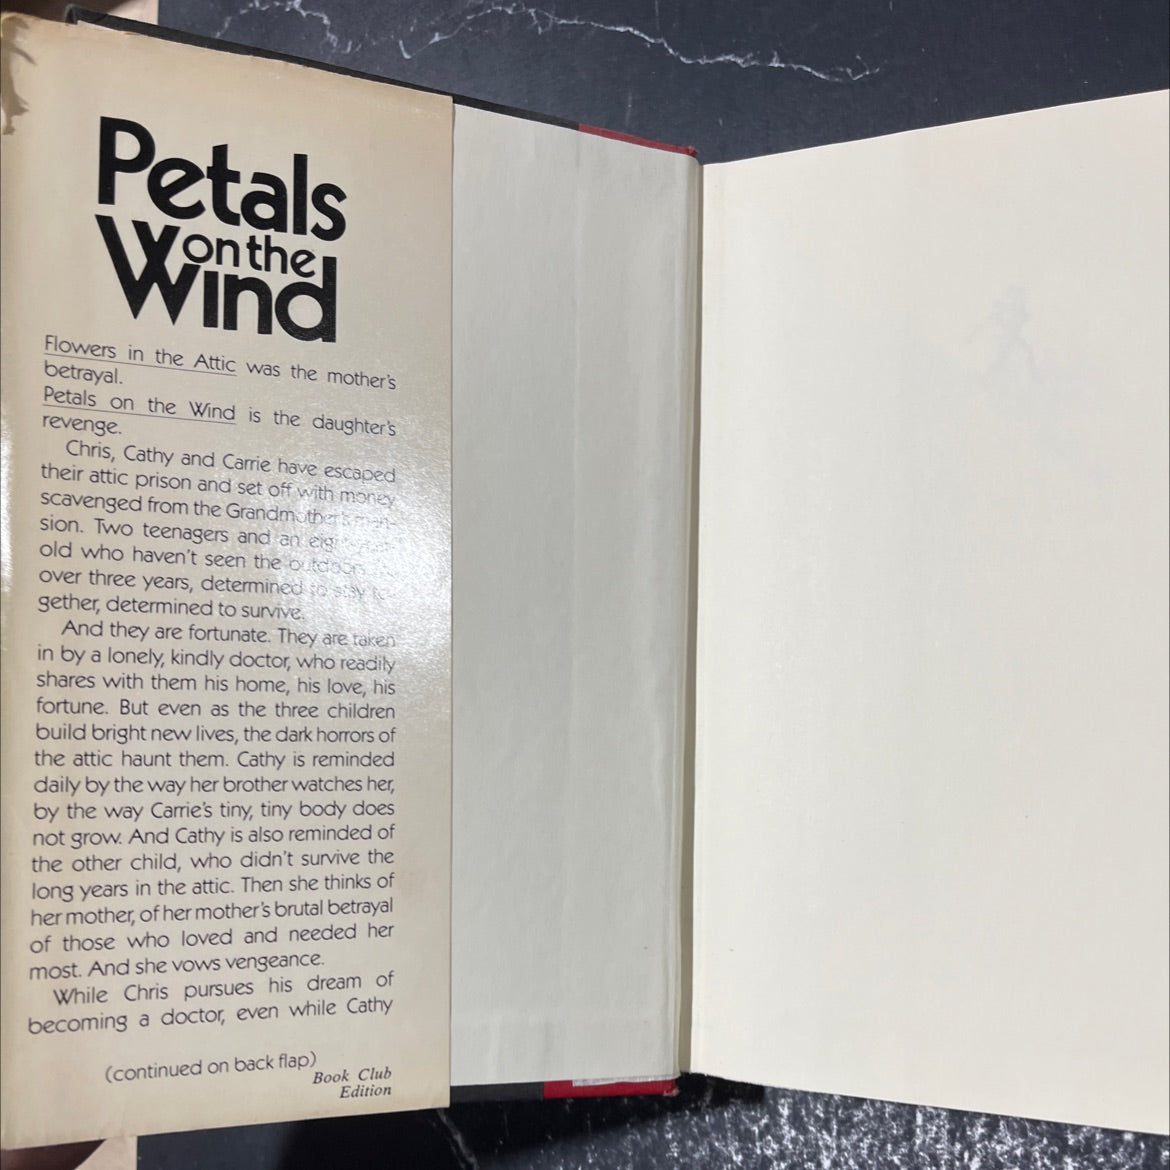 Petals
on the
Wind
Flowers in the Attic was the mother's
betrayal.
Petals on the Wind is the daughter's
revenge.
Chris, Cathy and Carrie have escaped
their attic prison and set off with money
scavenged from the Grandmother's man-
sion. Two teenagers and an
old who haven't seen the outdoors
over three years, determined to stay to-
gether, determined to survive.
And they are fortunate. They are taken
in by a lonely, kindly doctor, who readily
shares with them his home, his love, his
fortune. But even as the three children
build bright new lives, the dark horrors of
the attic haunt them. Cathy is reminded
daily by the way her brother watches her,
by the way Carrie's tiny, tiny body does
not grow. And Cathy is also reminded of
the other child, who didn't survive the
long years in the attic. Then she thinks of
her mother, of her mother's brutal betrayal
of those who loved and needed her
most. And she vows vengeance.
While Chris pursues his dream of
becoming a doctor, even while Cathy
(continued on back flap)
Book Club
Edition